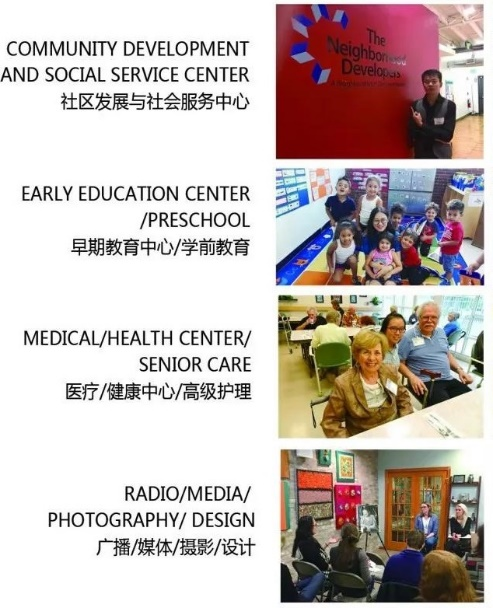 COMMUNITY DEVELOPMENT
AND SOCIAL SERVICE CENTER
社区发展与社会服务中心
The
Neighborhood
Developers
EARLY EDUCATION CENTER
/PRESCHOOL
早期教育中心/学前教育
MEDICAL/HEALTH CENTER/
SENIOR CARE
医疗/健康中心/高级护理
RADIO/MEDIA/
PHOTOGRAPHY/ DESIGN
广播/媒体/摄影/设计